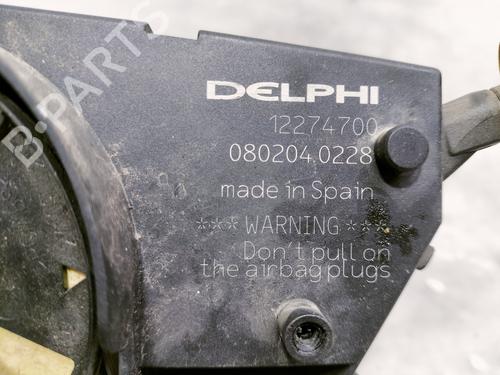 B-PARTS
DELPHI
12274700
080204.0228
made in Spain
*** WARNING ***
Don't pull on
the airbag plugs